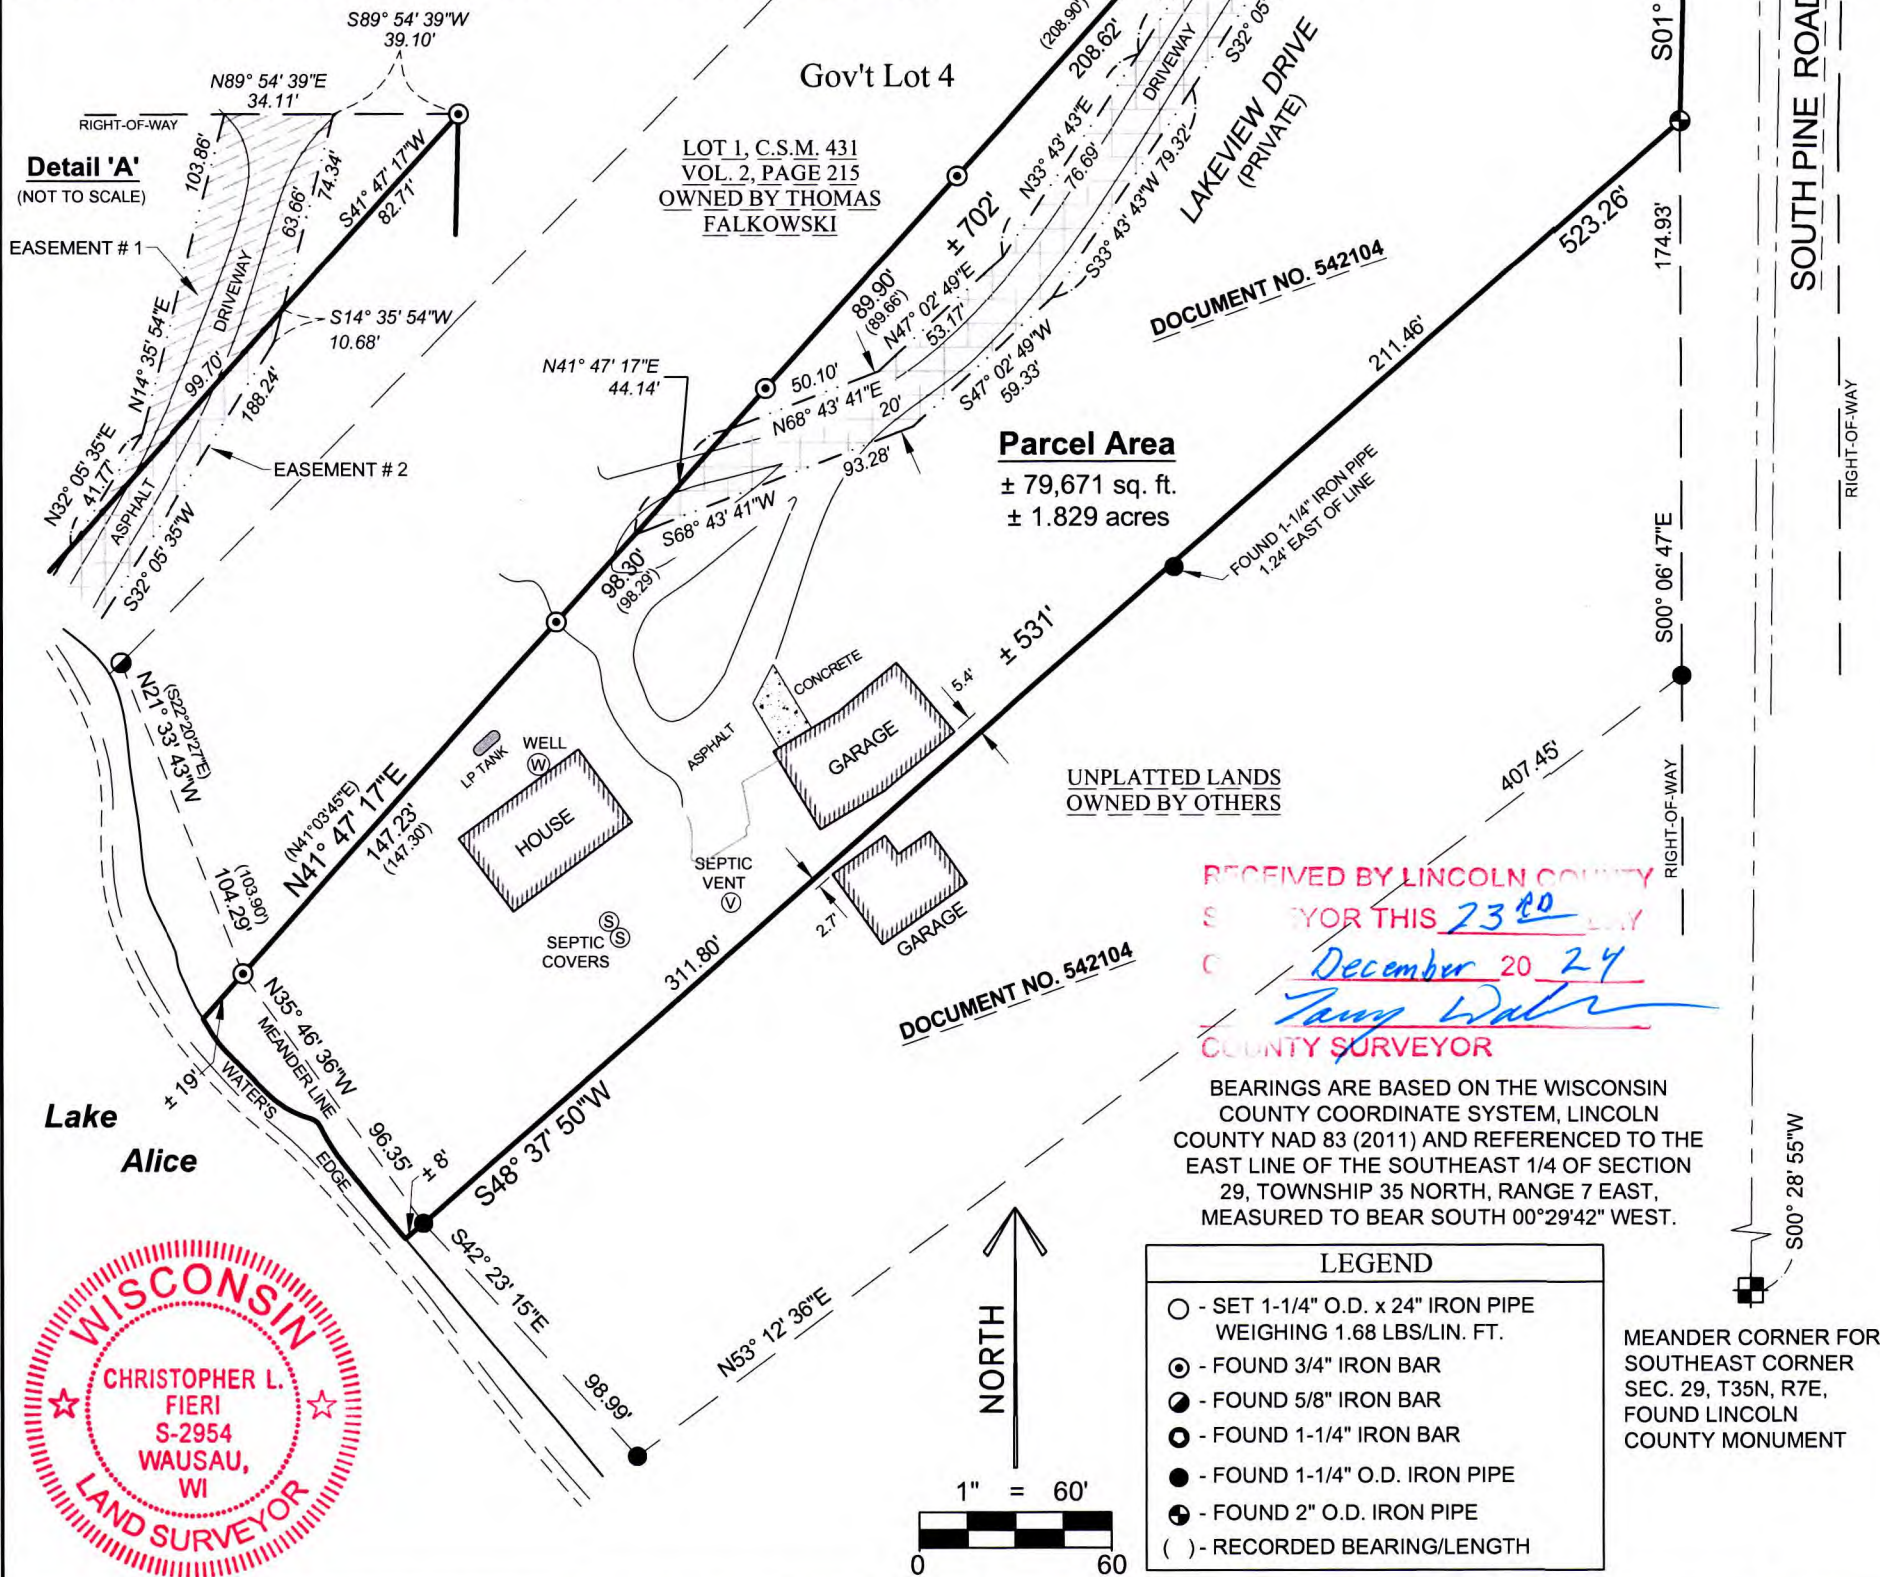 S89° 54' 39"W
39.10'
N89° 54' 39"E
34.11'
RIGHT-OF-WAY
Detail 'A'
(NOT TO SCALE)
103.86'
74.34'
63.66'
S41° 47' 17"W
82.71'
EASEMENT # 1
DRIVEWAY
S14° 35' 54"W
10.68'
N14° 35' 54"E
99.70'
188.24'
N32° 05' 35"E
41.77'
ASPHALT
EASEMENT # 2
S32° 05' 35"W
Gov't Lot 4
LOT 1, C.S.M. 431
VOL. 2, PAGE 215
OWNED BY THOMAS
FALKOWSKI
(208.90')
208.62'
DRIVEWAY
S32° 05'
LAKEVIEW DRIVE
(PRIVATE)
N33° 43' 43"E
76.69'
S33° 43' 43"W 79.32'
± 702'
89.90'
(89.66')
N47° 02' 49"E
53.17'
S47° 02' 49"W
59.33'
N41° 47' 17"E
44.14'
50.10'
N68° 43' 41"E
20'
93.28'
S68° 43' 41"W
98.30'
(98.29')
DOCUMENT NO. 542104
S01°
SOUTH PINE ROAD
523.26'
174.93'
211.46'
RIGHT-OF-WAY
Parcel Area
± 79,671 sq. ft.
± 1.829 acres
FOUND 1-1/4" IRON PIPE
1.24' EAST OF LINE
S00° 06' 47"E
± 531'
5.4'
CONCRETE
GARAGE
ASPHALT
LP TANK
WELL
W
HOUSE
UNPLATTED LANDS
OWNED BY OTHERS
407.45'
RIGHT-OF-WAY
(S22°20'27"E)
N21° 33' 43"W
(103.90')
104.29'
(N41°03'45"E)
N41° 47' 17"E
147.23'
(147.30')
SEPTIC
VENT
V
S
S
SEPTIC
COVERS
2.7'
GARAGE
311.80'
DOCUMENT NO. 542104
RECEIVED BY LINCOLN COUNTY
S YOR THIS 23RD AY
December 20 24
COUNTY SURVEYOR
N35° 46' 36"W
MEANDER LINE
96.35'
± 19'
WATER'S
EDGE
± 8'
Lake
Alice
S48° 37' 50"W
S42° 23' 15"E
98.99'
N53° 12' 36"E
BEARINGS ARE BASED ON THE WISCONSIN
COUNTY COORDINATE SYSTEM, LINCOLN
COUNTY NAD 83 (2011) AND REFERENCED TO THE
EAST LINE OF THE SOUTHEAST 1/4 OF SECTION
29, TOWNSHIP 35 NORTH, RANGE 7 EAST,
MEASURED TO BEAR SOUTH 00°29'42" WEST.
S00° 28' 55"W
WISCONSIN
CHRISTOPHER L.
FIERI
S-2954
WAUSAU,
WI
LAND SURVEYOR
NORTH
1" = 60'
0 60
LEGEND
- SET 1-1/4" O.D. x 24" IRON PIPE
WEIGHING 1.68 LBS/LIN. FT.
- FOUND 3/4" IRON BAR
- FOUND 5/8" IRON BAR
- FOUND 1-1/4" IRON BAR
- FOUND 1-1/4" O.D. IRON PIPE
- FOUND 2" O.D. IRON PIPE
( ) - RECORDED BEARING/LENGTH
MEANDER CORNER FOR
SOUTHEAST CORNER
SEC. 29, T35N, R7E,
FOUND LINCOLN
COUNTY MONUMENT